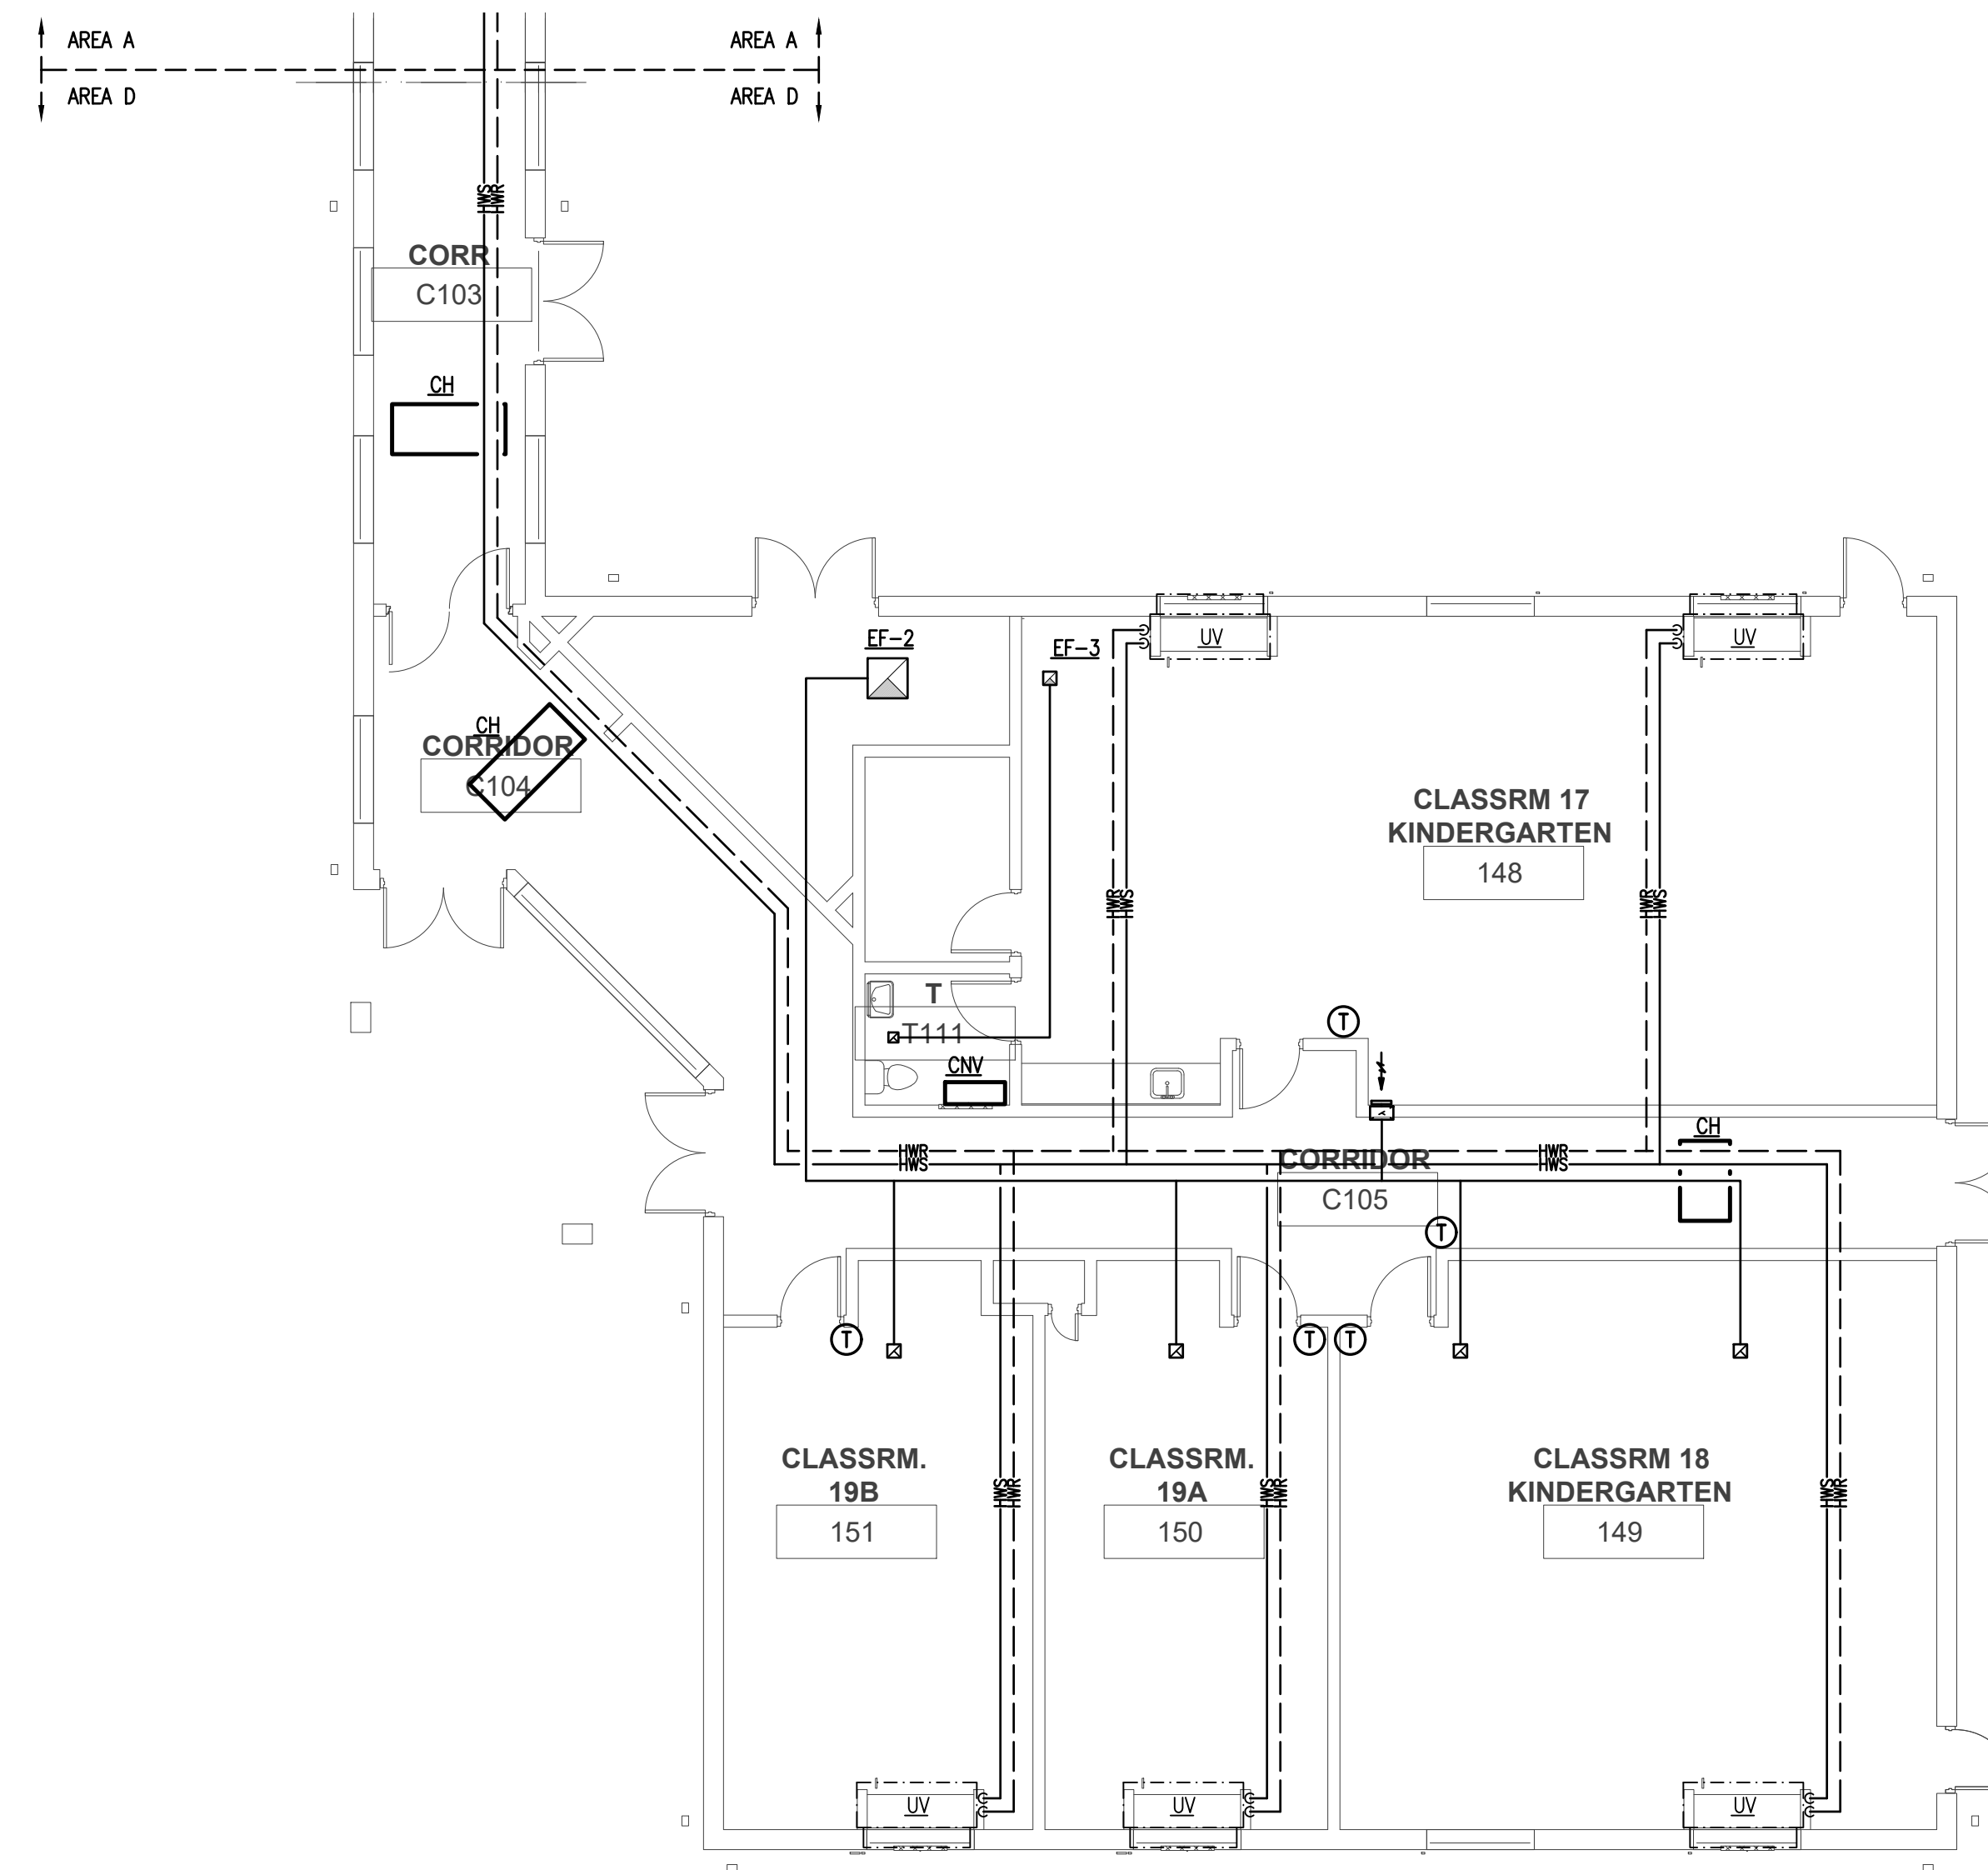 AREA A
AREA A
AREA D
AREA D
HWS
HWR
CORR
C103
CH
EF-2
EF-3
UV
UV
CH
CORRIDOR
C104
CLASSRM 17
KINDERGARTEN
148
HWR
HWS
HWR
HWS
T
T111
T
CNV
CH
HWR
HWS
HWR
HWS
CORRIDOR
C105
T
T
T
T
CLASSRM.
19B
151
CLASSRM.
19A
150
CLASSRM 18
KINDERGARTEN
149
HWS
HWR
HWS
HWR
HWS
HWR
UV
UV
UV